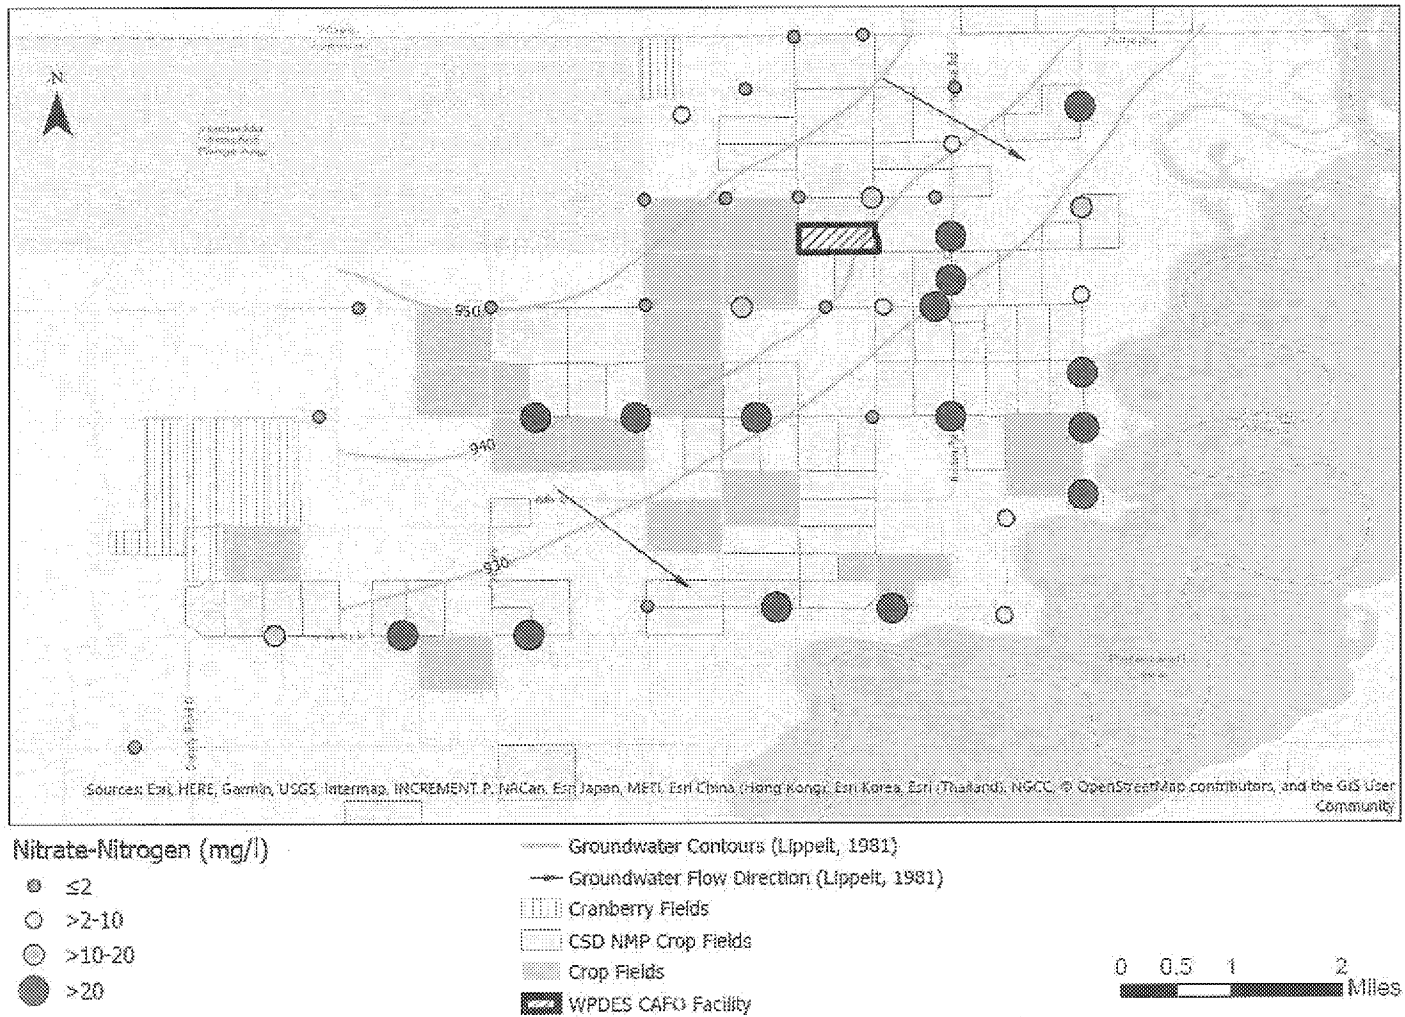 N
950
940
930
Sources: Esri, HERE, Garmin, USGS, Intermap, INCREMENT P, NRCan, Esri Japan, METI, Esri China (Hong Kong), Esri Korea, Esri (Thailand), NGCC, © OpenStreetMap contributors, and the GIS User
Community
Nitrate-Nitrogen (mg/l)
≤2
>2-10
>10-20
>20
Groundwater Contours (Lippelt, 1981)
Groundwater Flow Direction (Lippelt, 1981)
Cranberry Fields
CSD NMP Crop Fields
Crop Fields
WPDES CAFO Facility
0 0.5 1 2
Miles